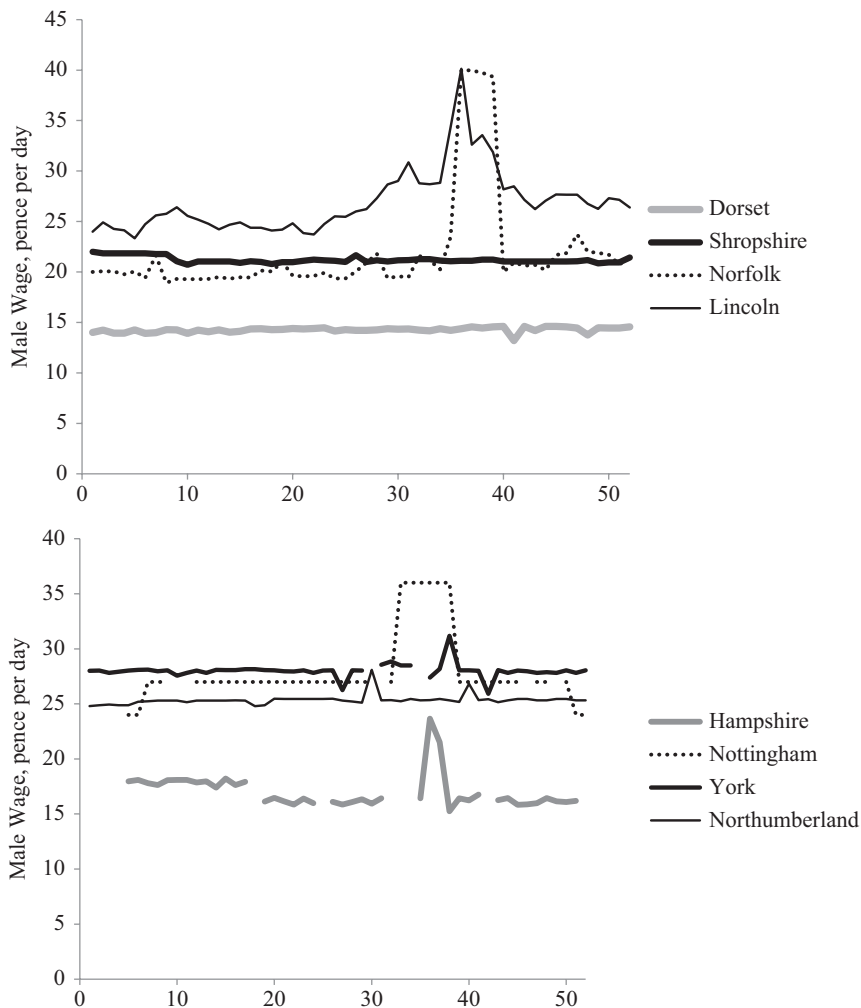 45
40
35
30
25
20
15
10
5
0
Male Wage, pence per day
0 10 20 30 40 50
Dorset
Shropshire
Norfolk
Lincoln
40
35
30
25
20
15
10
5
0
Male Wage, pence per day
0 10 20 30 40 50
Hampshire
Nottingham
York
Northumberland